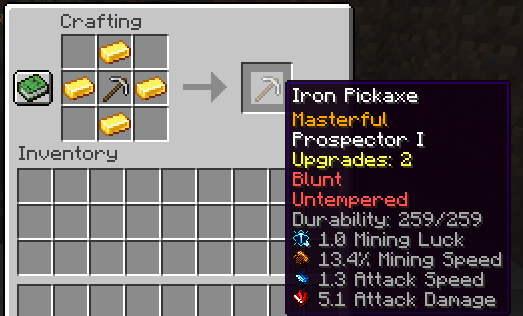 Crafting
Iron Pickaxe
Masterful
Prospector I
Upgrades: 2
Blunt
Untempered
Durability: 259/259
1.0 Mining Luck
13.4% Mining Speed
1.3 Attack Speed
5.1 Attack Damage
Inventory